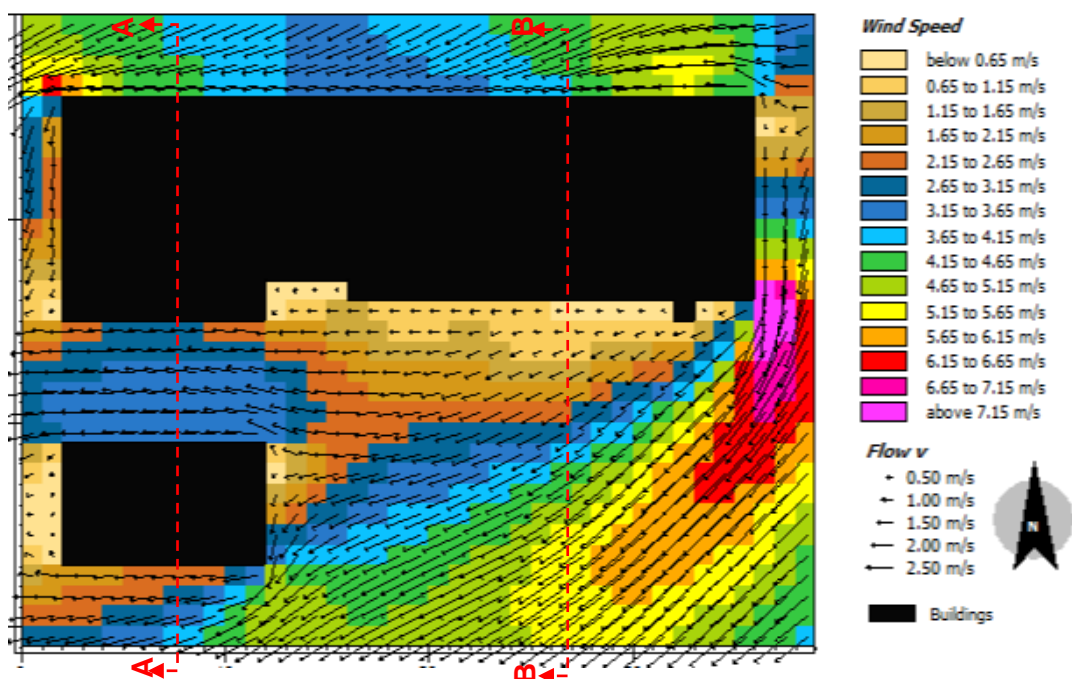 A
B
Wind Speed
below 0.65 m/s
0.65 to 1.15 m/s
1.15 to 1.65 m/s
1.65 to 2.15 m/s
2.15 to 2.65 m/s
2.65 to 3.15 m/s
3.15 to 3.65 m/s
3.65 to 4.15 m/s
4.15 to 4.65 m/s
4.65 to 5.15 m/s
5.15 to 5.65 m/s
5.65 to 6.15 m/s
6.15 to 6.65 m/s
6.65 to 7.15 m/s
above 7.15 m/s
Flow v
0.50 m/s
1.00 m/s
1.50 m/s
2.00 m/s
2.50 m/s
N
Buildings
A
B